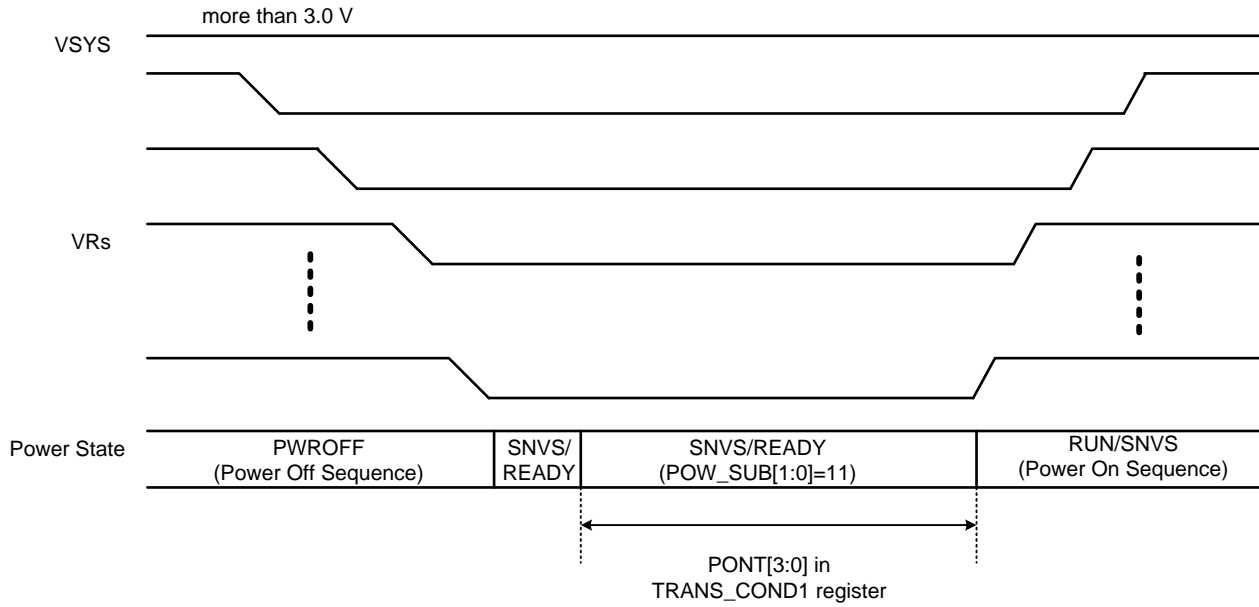 more than 3.0 V
VSYS
VRs
Power State
PWROFF
(Power Off Sequence)
SNVS/
READY
SNVS/READY
(POW_SUB[1:0]=11)
RUN/SNVS
(Power On Sequence)
PONT[3:0] in
TRANS_COND1 register